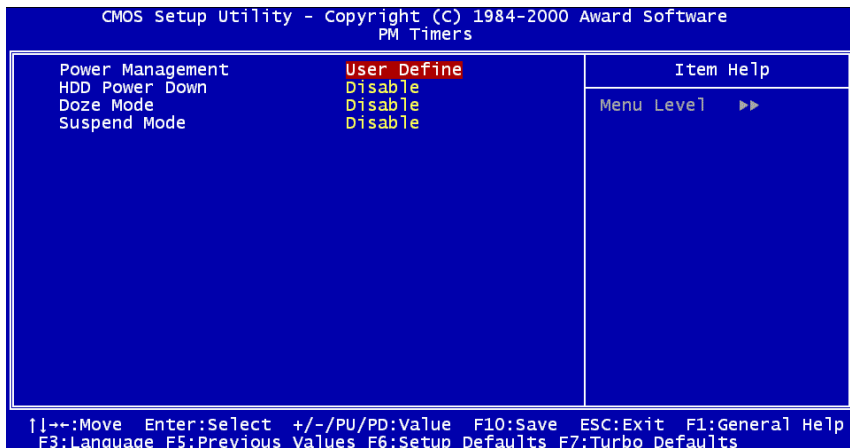 CMOS Setup Utility - Copyright (C) 1984-2000 Award Software
PM Timers
Power Management User Define
HDD Power Down Disable
Doze Mode Disable
Suspend Mode Disable
Item Help
Menu Level ▶▶
↑↓→←:Move Enter:Select +/-/PU/PD:Value F10:Save ESC:Exit F1:General Help
F3:Language F5:Previous Values F6:Setup Defaults F7:Turbo Defaults